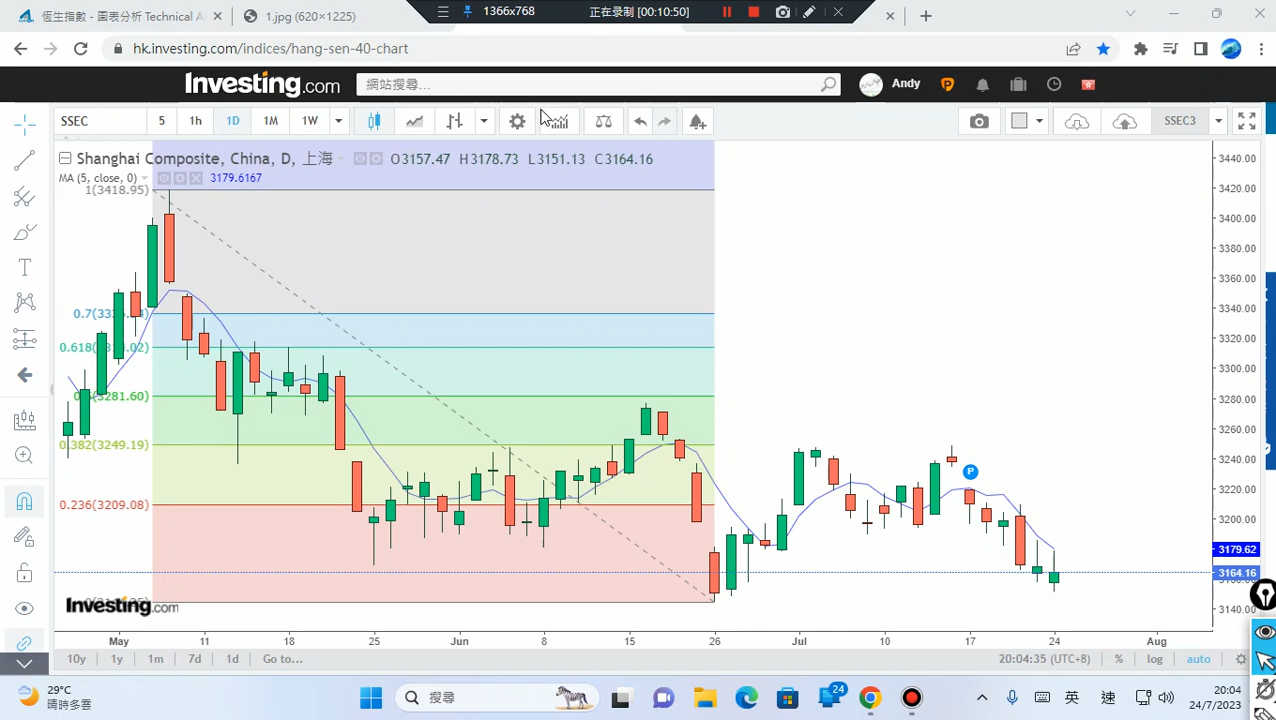 恆生指數 - 圖表分析 Technical A
1.jpg (620×1225)
1366x768
正在录制 [00:10:50]
hk.investing.com/indices/hang-sen-40-chart
Investing.com
網站搜尋...
Andy
SSEC
5
1h
1D
1M
1W
SSEC3
Shanghai Composite, China, D, 上海
O3157.47 H3178.73 L3151.13 C3164.16
MA (5, close, 0)
3179.6167
1(3418.95)
0.618(
0.5(3281.60)
0.382(3249.19)
0.236(3209.08)
3440.00
3420.00
3400.00
3380.00
3360.00
3340.00
3320.00
3300.00
3280.00
3260.00
3240.00
3220.00
3200.00
3179.62
3164.16
3140.00
P
Investing.com
May
11
18
25
Jun
8
15
26
Jul
10
17
24
Aug
10y
1y
1m
7d
1d
Go to...
20:04:35 (UTC+8)
%
log
auto
29°C
晴時多雲
搜尋
24
英
速
20:04
24/7/2023